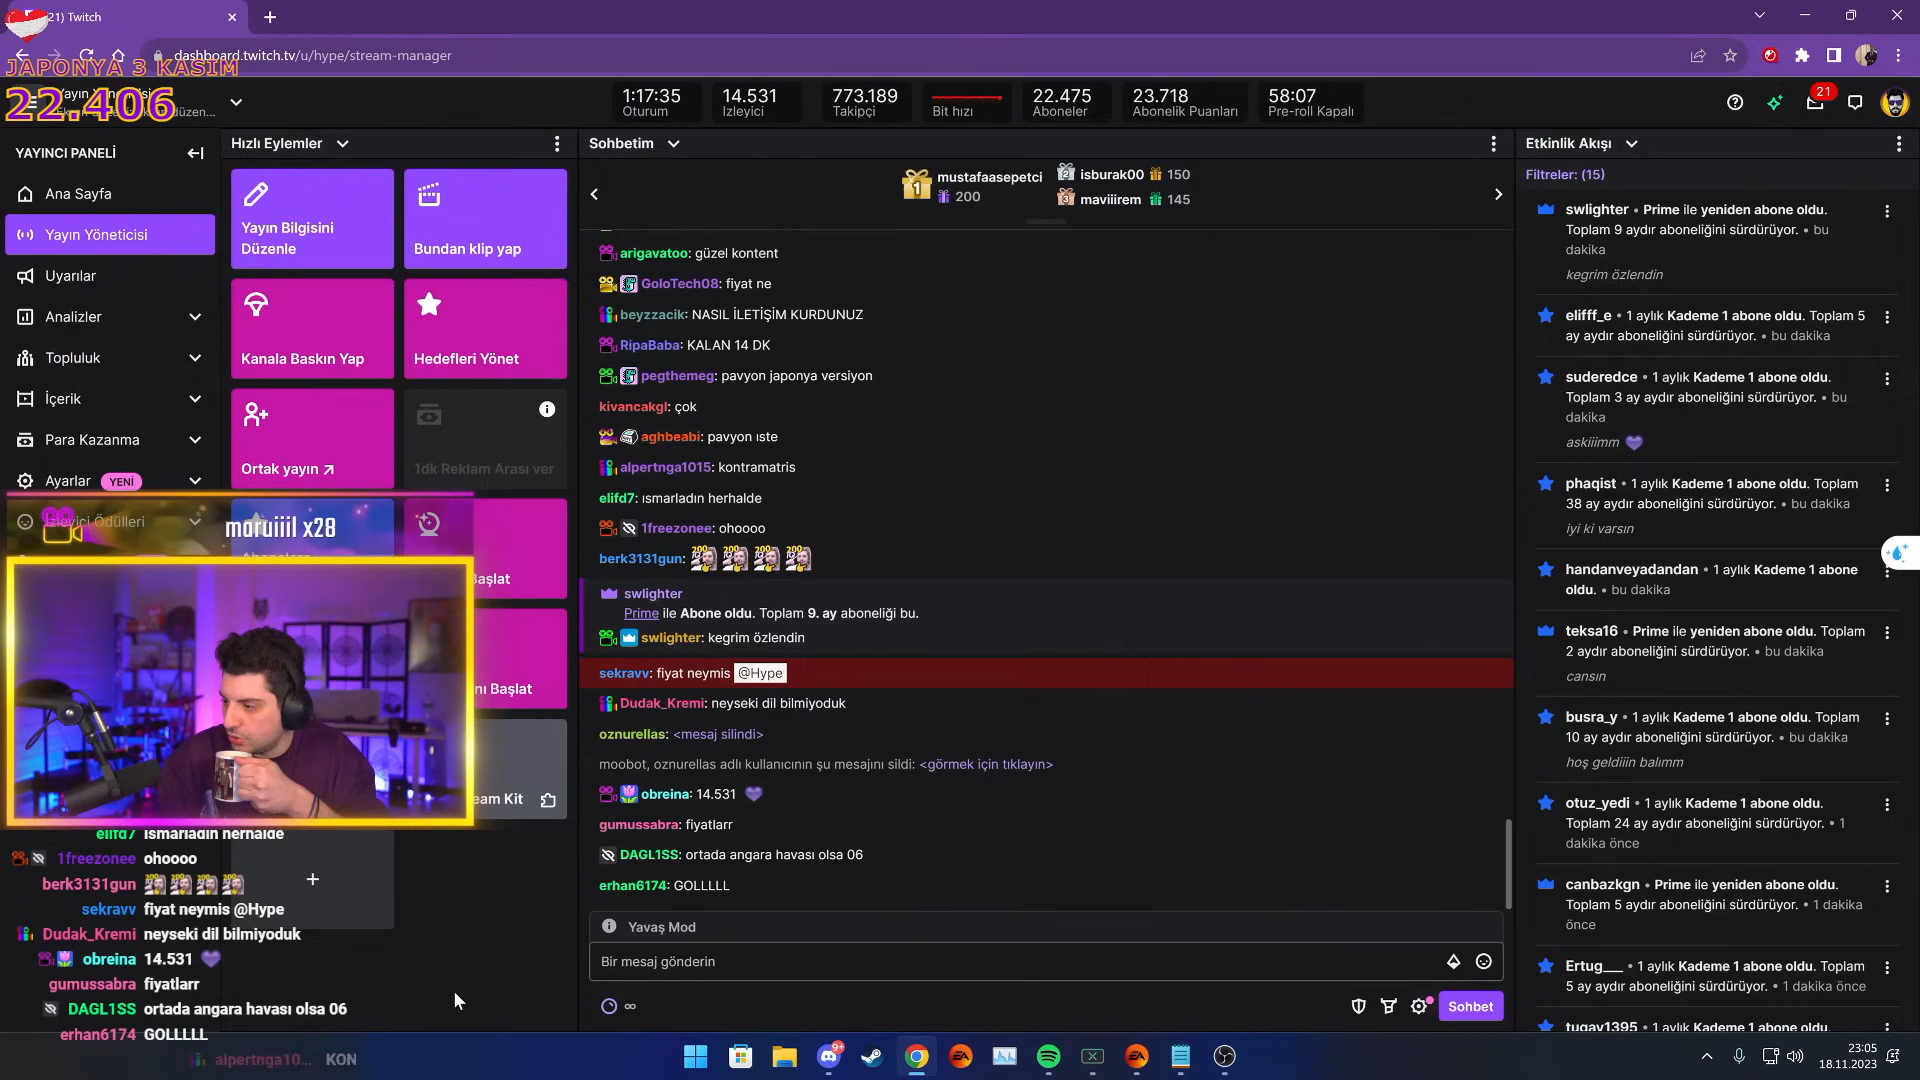 21) Twitch
dashboard.twitch.tv/u/hype/stream-manager
JAPONYA 3 KASIM
22.406
1:17:35
Oturum
14.531
İzleyici
773.189
Takipçi
Bit hızı
22.475
Aboneler
23.718
Abonelik Puanları
58:07
Pre-roll Kapalı
21
YAYINCI PANELİ
Ana Sayfa
Yayın Yöneticisi
Uyarılar
Analizler
Topluluk
İçerik
Para Kazanma
Ayarlar YENİ
İzleyici Ödülleri
Hızlı Eylemler
Yayın Bilgisini
Düzenle
Bundan klip yap
Kanala Baskın Yap
Hedefleri Yönet
Ortak yayın
1dk Reklam Arası ver
Başlat
nı Başlat
eam Kit
maruiiil x28
elifd7 ısmarladın herhalde
1freezonee ohoooo
berk3131gun
sekravv fiyat neymis @Hype
Dudak_Kremi neyseki dil bilmiyoduk
obreina 14.531
gumussabra fiyatlarr
DAGL1SS ortada angara havası olsa 06
erhan6174 GOLLLLL
alpertnga10... KON
Sohbetim
1 mustafaasepetci
200
2 isburak00 150
3 maviiirem 145
arigavatoo: güzel kontent
GoloTech08: fiyat ne
beyzzacik: NASIL İLETİŞİM KURDUNUZ
RipaBaba: KALAN 14 DK
pegthemeg: pavyon japonya versiyon
kivancakgl: çok
aghbeabi: pavyon ıste
alpertnga1015: kontramatris
elifd7: ısmarladın herhalde
1freezonee: ohoooo
berk3131gun:
swlighter
Prime ile Abone oldu. Toplam 9. ay aboneliği bu.
swlighter: kegrim özlendin
sekravv: fiyat neymis @Hype
Dudak_Kremi: neyseki dil bilmiyoduk
oznurellas: <mesaj silindi>
moobot, oznurellas adlı kullanıcının şu mesajını sildi: <görmek için tıklayın>
obreina: 14.531
gumussabra: fiyatlarr
DAGL1SS: ortada angara havası olsa 06
erhan6174: GOLLLLL
Yavaş Mod
Bir mesaj gönderin
∞
Sohbet
Etkinlik Akışı
Filtreler: (15)
swlighter • Prime ile yeniden abone oldu.
Toplam 9 aydır aboneliğini sürdürüyor. • bu
dakika
kegrim özlendin
elifff_e • 1 aylık Kademe 1 abone oldu. Toplam 5
ay aydır aboneliğini sürdürüyor. • bu dakika
suderedce • 1 aylık Kademe 1 abone oldu.
Toplam 3 ay aydır aboneliğini sürdürüyor. • bu
dakika
askiiimm
phaqist • 1 aylık Kademe 1 abone oldu. Toplam
38 ay aydır aboneliğini sürdürüyor. • bu dakika
iyi ki varsın
handanveyadandan • 1 aylık Kademe 1 abone
oldu. • bu dakika
teksa16 • Prime ile yeniden abone oldu. Toplam
2 aydır aboneliğini sürdürüyor. • bu dakika
cansın
busra_y • 1 aylık Kademe 1 abone oldu. Toplam
10 ay aydır aboneliğini sürdürüyor. • bu dakika
hoş geldiiin balımm
otuz_yedi • 1 aylık Kademe 1 abone oldu.
Toplam 24 ay aydır aboneliğini sürdürüyor. • 1
dakika önce
canbazkgn • Prime ile yeniden abone oldu.
Toplam 5 aydır aboneliğini sürdürüyor. • 1 dakika
önce
Ertug___ • 1 aylık Kademe 1 abone oldu. Toplam
5 ay aydır aboneliğini sürdürüyor. • 1 dakika önce
tugay1395 • 1 aylık Kademe 1 abone oldu.
9+
23:05
18.11.2023